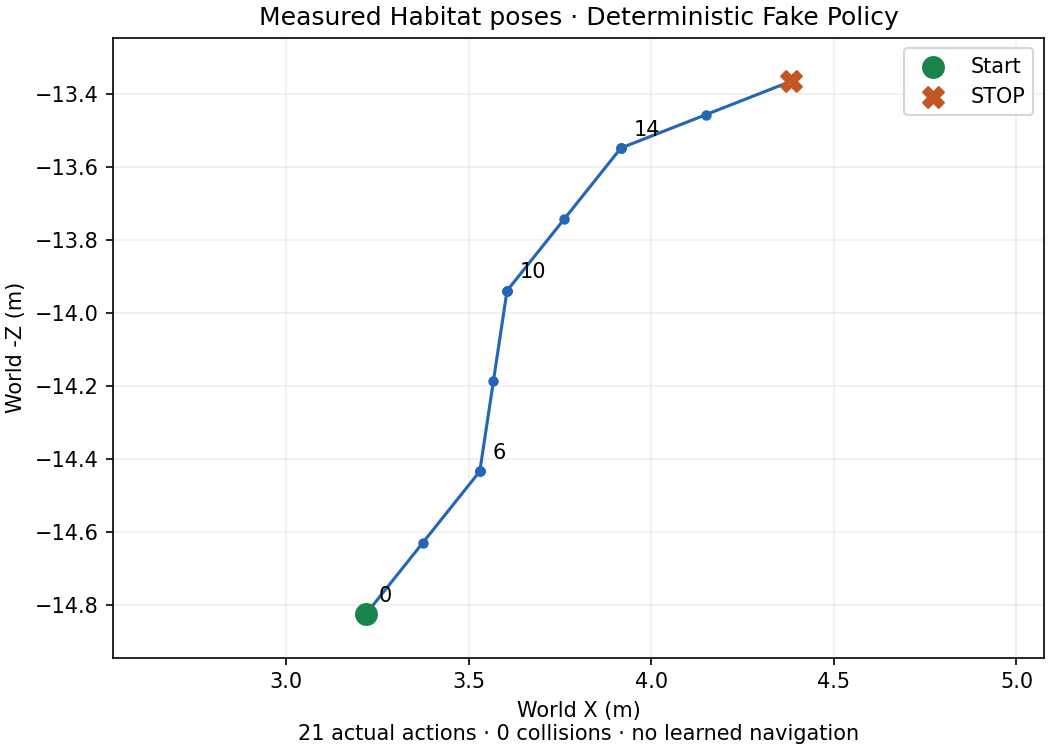 Measured Habitat poses · Deterministic Fake Policy
Start
STOP
−13.4
−13.6
−13.8
−14.0
−14.2
−14.4
−14.6
−14.8
World -Z (m)
14
10
6
0
3.0 3.5 4.0 4.5 5.0
World X (m)
21 actual actions · 0 collisions · no learned navigation